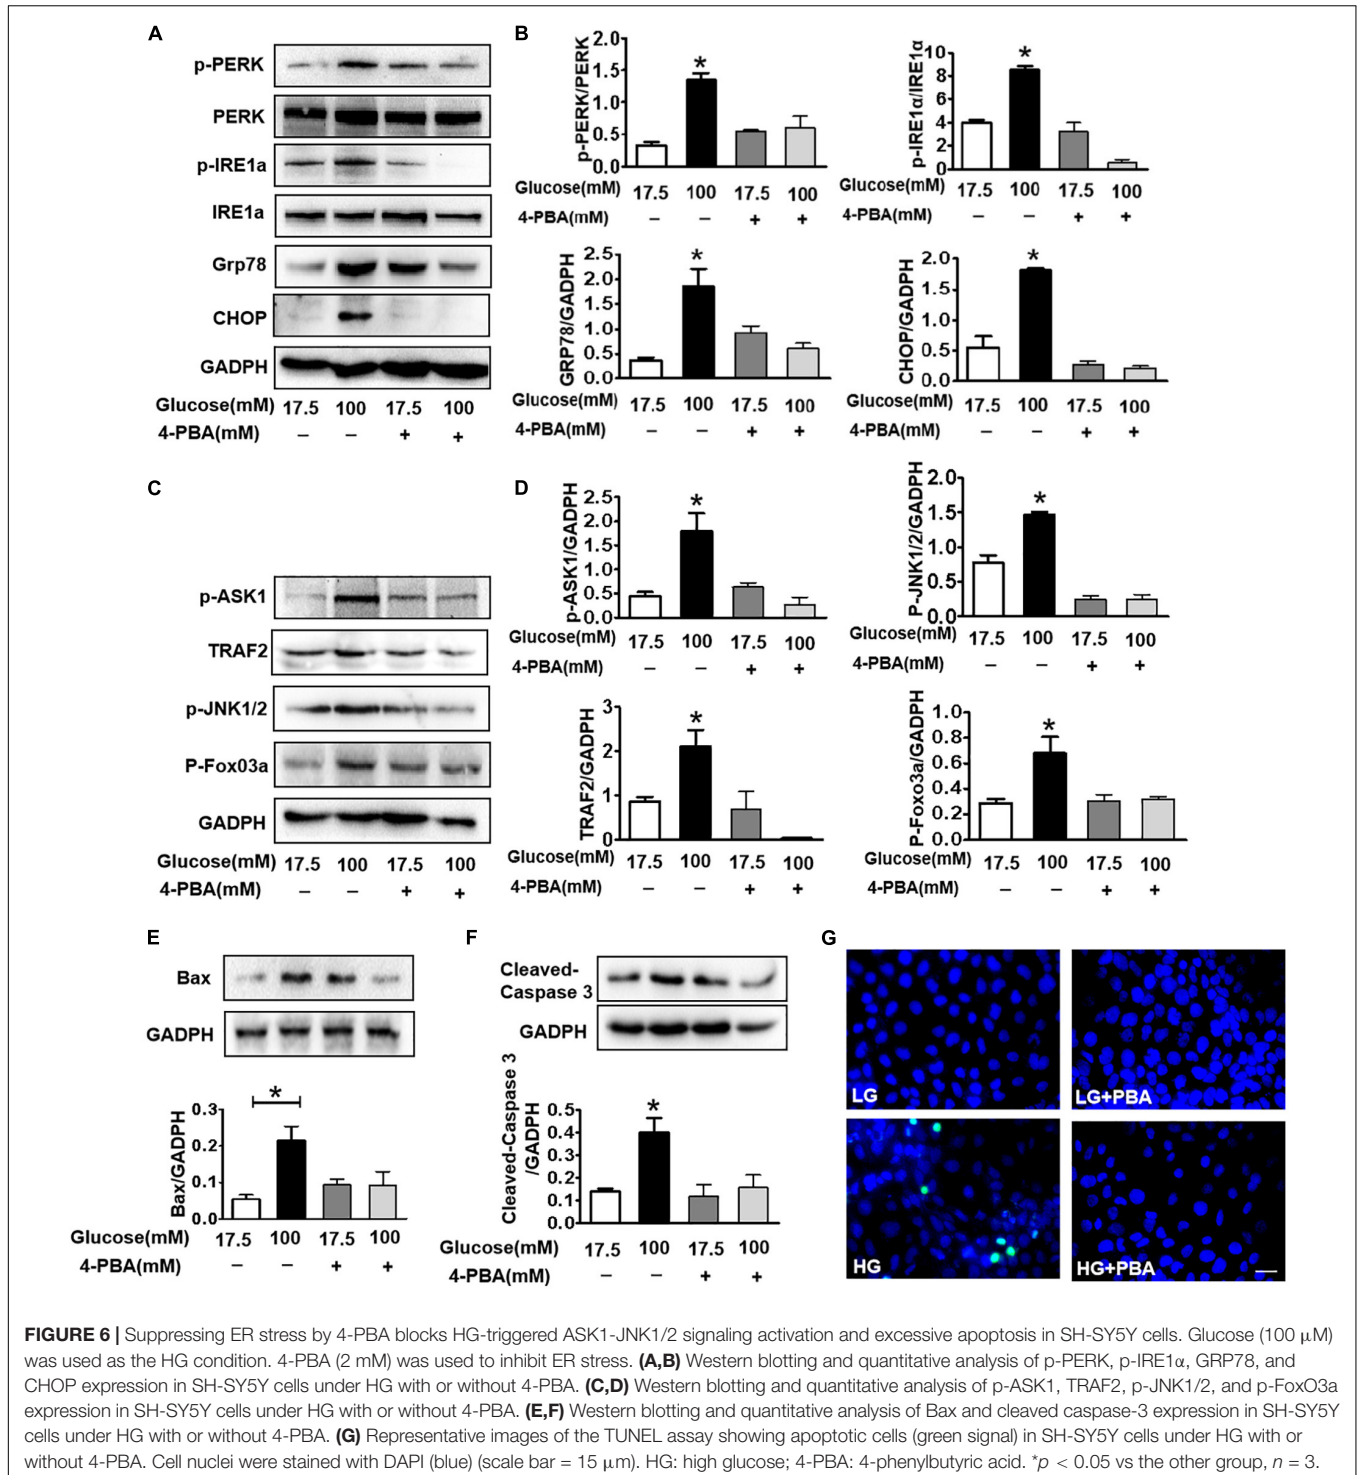 A
p-PERK
PERK
p-IRE1a
IRE1a
Grp78
CHOP
GADPH
Glucose(mM) 17.5 100 17.5 100
4-PBA(mM) – – + +
B
p-PERK/PERK
2.0
1.5
1.0
0.5
0.0
*
Glucose(mM) 17.5 100 17.5 100
4-PBA(mM) – – + +
p-IRE1α/IRE1α
10
8
6
4
2
0
*
Glucose(mM) 17.5 100 17.5 100
4-PBA(mM) – – + +
GRP78/GADPH
2.5
2.0
1.5
1.0
0.5
0.0
*
Glucose(mM) 17.5 100 17.5 100
4-PBA(mM) – – + +
CHOP/GADPH
2.0
1.5
1.0
0.5
0.0
*
Glucose(mM) 17.5 100 17.5 100
4-PBA(mM) – – + +
C
p-ASK1
TRAF2
p-JNK1/2
P-Fox03a
GADPH
Glucose(mM) 17.5 100 17.5 100
4-PBA(mM) – – + +
D
p-ASK1/GADPH
2.5
2.0
1.5
1.0
0.5
0.0
*
Glucose(mM) 17.5 100 17.5 100
4-PBA(mM) – – + +
P-JNK1/2/GADPH
2.0
1.5
1.0
0.5
0.0
*
Glucose(mM) 17.5 100 17.5 100
4-PBA(mM) – – + +
TRAF2/GADPH
3
2
1
0
*
Glucose(mM) 17.5 100 17.5 100
4-PBA(mM) – – + +
P-Foxo3a/GADPH
1.0
0.8
0.6
0.4
0.2
0.0
*
Glucose(mM) 17.5 100 17.5 100
4-PBA(mM) – – + +
E
Bax
GADPH
Bax/GADPH
0.3
0.2
0.1
0.0
*
Glucose(mM) 17.5 100 17.5 100
4-PBA(mM) – – + +
F
Cleaved-
Caspase 3
GADPH
Cleaved-Caspase 3
/GADPH
0.5
0.4
0.3
0.2
0.1
0.0
*
Glucose(mM) 17.5 100 17.5 100
4-PBA(mM) – – + +
G
LG
LG+PBA
HG
HG+PBA
FIGURE 6 | Suppressing ER stress by 4-PBA blocks HG-triggered ASK1-JNK1/2 signaling activation and excessive apoptosis in SH-SY5Y cells. Glucose (100 μM)
was used as the HG condition. 4-PBA (2 mM) was used to inhibit ER stress. (A,B) Western blotting and quantitative analysis of p-PERK, p-IRE1α, GRP78, and
CHOP expression in SH-SY5Y cells under HG with or without 4-PBA. (C,D) Western blotting and quantitative analysis of p-ASK1, TRAF2, p-JNK1/2, and p-FoxO3a
expression in SH-SY5Y cells under HG with or without 4-PBA. (E,F) Western blotting and quantitative analysis of Bax and cleaved caspase-3 expression in SH-SY5Y
cells under HG with or without 4-PBA. (G) Representative images of the TUNEL assay showing apoptotic cells (green signal) in SH-SY5Y cells under HG with or
without 4-PBA. Cell nuclei were stained with DAPI (blue) (scale bar = 15 μm). HG: high glucose; 4-PBA: 4-phenylbutyric acid. *p < 0.05 vs the other group, n = 3.